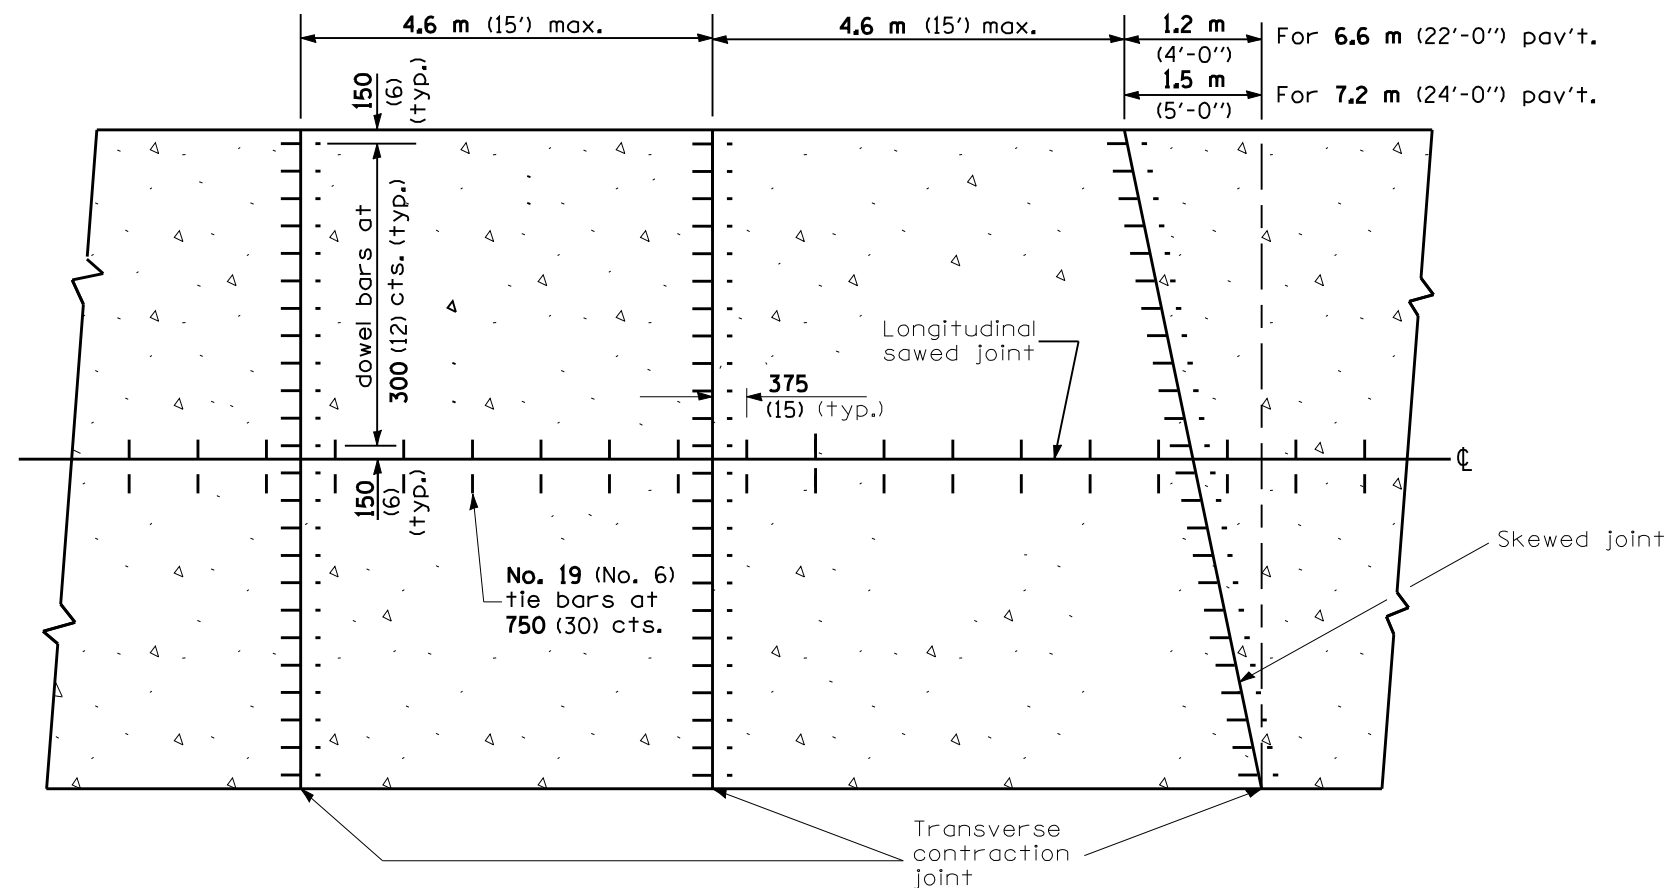 4.6 m (15') max.
4.6 m (15') max.
1.2 m
(4'-0")
For 6.6 m (22'-0") pav't.
1.5 m
(5'-0")
For 7.2 m (24'-0") pav't.
150
(6)
(typ.)
dowel bars at
300 (12) cts. (typ.)
Longitudinal
sawed joint
375
(15) (typ.)
℄
150
(6)
(typ.)
No. 19 (No. 6)
tie bars at
750 (30) cts.
Skewed joint
Transverse
contraction
joint